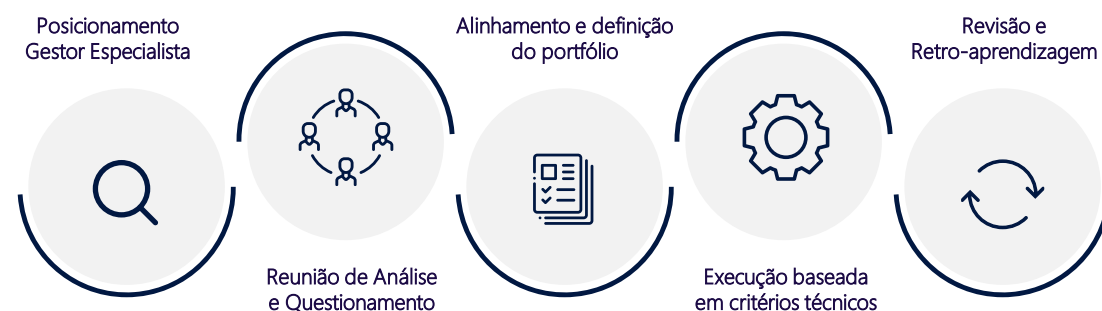 Posicionamento
Gestor Especialista
Reunião de Análise
e Questionamento
Alinhamento e definição
do portfólio
Execução baseada
em critérios técnicos
Revisão e
Retro-aprendizagem